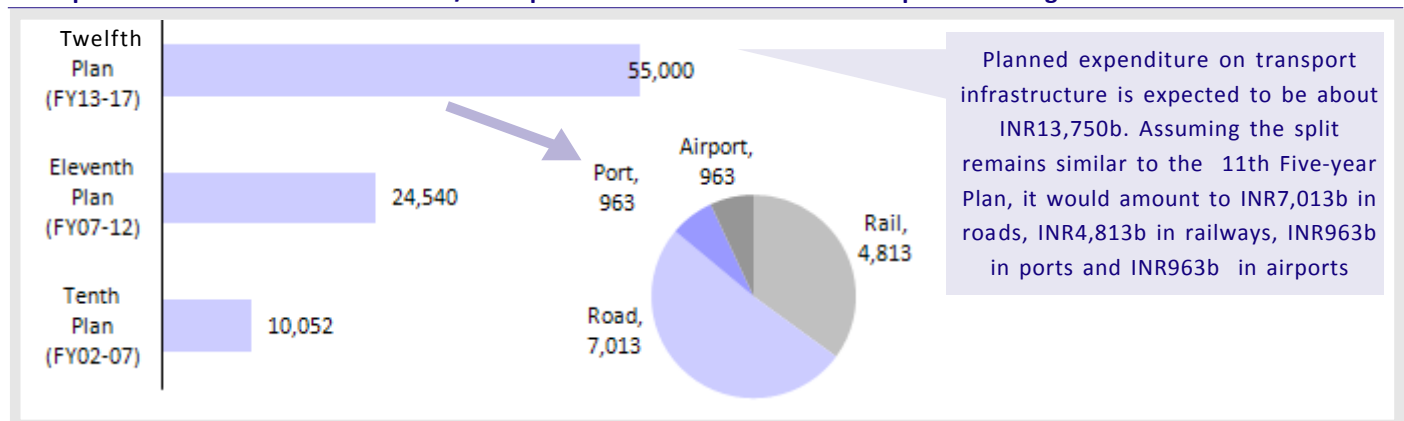 Twelfth
Plan
(FY13-17)
55,000
Planned expenditure on transport
infrastructure is expected to be about
INR13,750b. Assuming the split
remains similar to the 11th Five-year
Plan, it would amount to INR7,013b in
roads, INR4,813b in railways, INR963b
in ports and INR963b in airports
Eleventh
Plan
(FY07-12)
24,540
Port,
963
Airport,
963
Rail,
4,813
Road,
7,013
Tenth
Plan
(FY02-07)
10,052